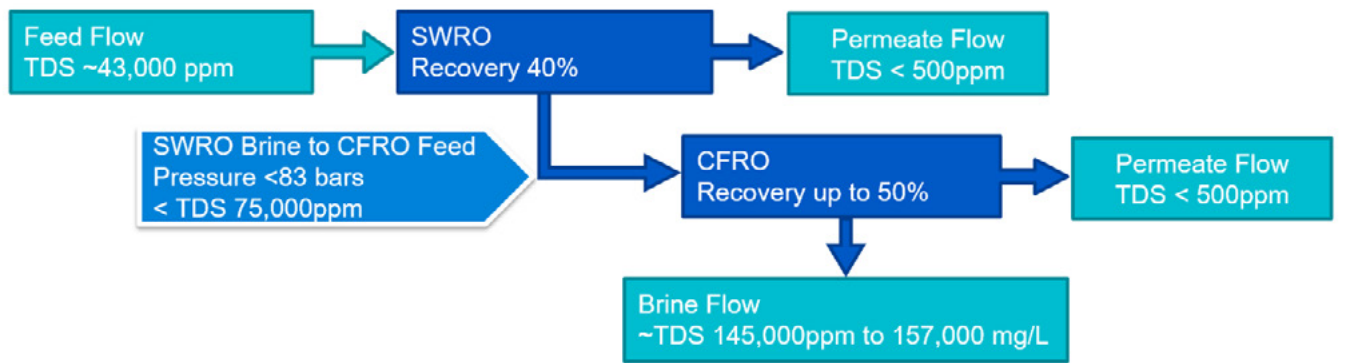 Feed Flow
TDS ~43,000 ppm
SWRO
Recovery 40%
Permeate Flow
TDS < 500ppm
SWRO Brine to CFRO Feed
Pressure <83 bars
< TDS 75,000ppm
CFRO
Recovery up to 50%
Permeate Flow
TDS < 500ppm
Brine Flow
~TDS 145,000ppm to 157,000 mg/L